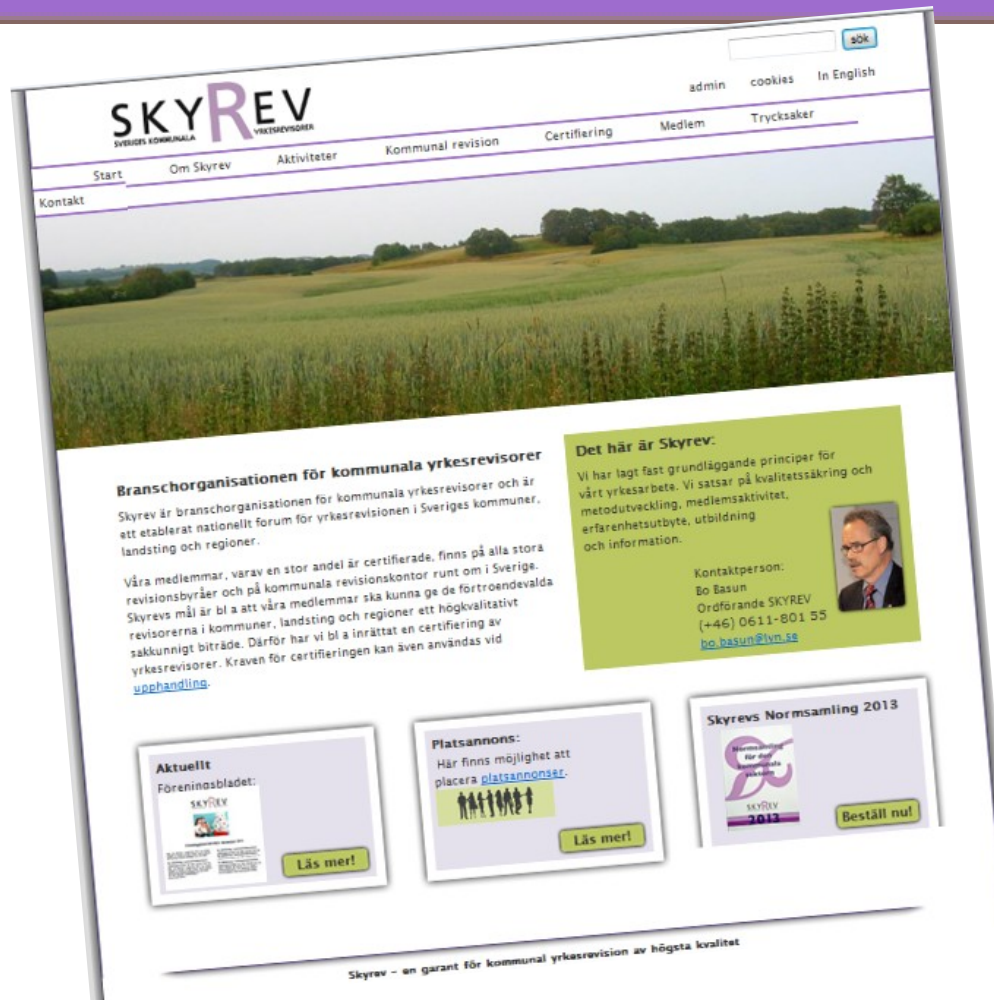 sök
admin cookies In English
SKYREV
SVERIGES KOMMUNALA YRKESREVISORER
Start Om Skyrev Aktiviteter Kommunal revision Certifiering Medlem Trycksaker
Kontakt
Branschorganisationen för kommunala yrkesrevisorer
Skyrev är branschorganisationen för kommunala yrkesrevisorer och är
ett etablerat nationellt forum för yrkesrevisionen i Sveriges kommuner,
landsting och regioner.
Våra medlemmar, varav en stor andel är certifierade, finns på alla stora
revisionsbyråer och på kommunala revisionskontor runt om i Sverige.
Skyrevs mål är bl a att våra medlemmar ska kunna ge de förtroendevalda
revisorerna i kommuner, landsting och regioner ett högkvalitativt
sakkunnigt biträde. Därför har vi bl a inrättat en certifiering av
yrkesrevisorer. Kraven för certifieringen kan även användas vid
upphandling.
Det här är Skyrev:
Vi har lagt fast grundläggande principer för
vårt yrkesarbete. Vi satsar på kvalitetssäkring och
metodutveckling, medlemsaktivitet,
erfarenhetsutbyte, utbildning
och information.
Kontaktperson:
Bo Basun
Ordförande SKYREV
(+46) 0611-801 55
bo.basun@lvn.se
Aktuellt
Föreningsbladet:
SKYREV
Läs mer!
Platsannons:
Här finns möjlighet att
placera platsannonser.
Läs mer!
Skyrevs Normsamling 2013
Normsamling
för den
kommunala
sektorn
SKYREV
2013
Beställ nu!
Skyrev – en garant för kommunal yrkesrevision av högsta kvalitet